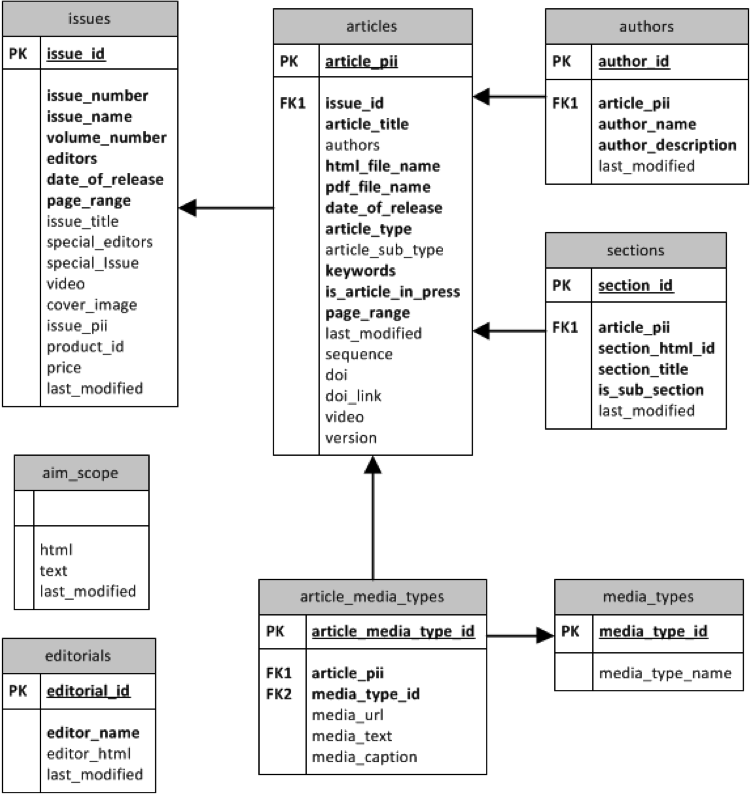 issues
PK issue_id
issue_number
issue_name
volume_number
editors
date_of_release
page_range
issue_title
special_editors
special_Issue
video
cover_image
issue_pii
product_id
price
last_modified
articles
PK article_pii
FK1 issue_id
article_title
authors
html_file_name
pdf_file_name
date_of_release
article_type
article_sub_type
keywords
is_article_in_press
page_range
last_modified
sequence
doi
doi_link
video
version
authors
PK author_id
FK1 article_pii
author_name
author_description
last_modified
sections
PK section_id
FK1 article_pii
section_html_id
section_title
is_sub_section
last_modified
aim_scope
html
text
last_modified
article_media_types
PK article_media_type_id
FK1 article_pii
FK2 media_type_id
media_url
media_text
media_caption
media_types
PK media_type_id
media_type_name
editorials
PK editorial_id
editor_name
editor_html
last_modified